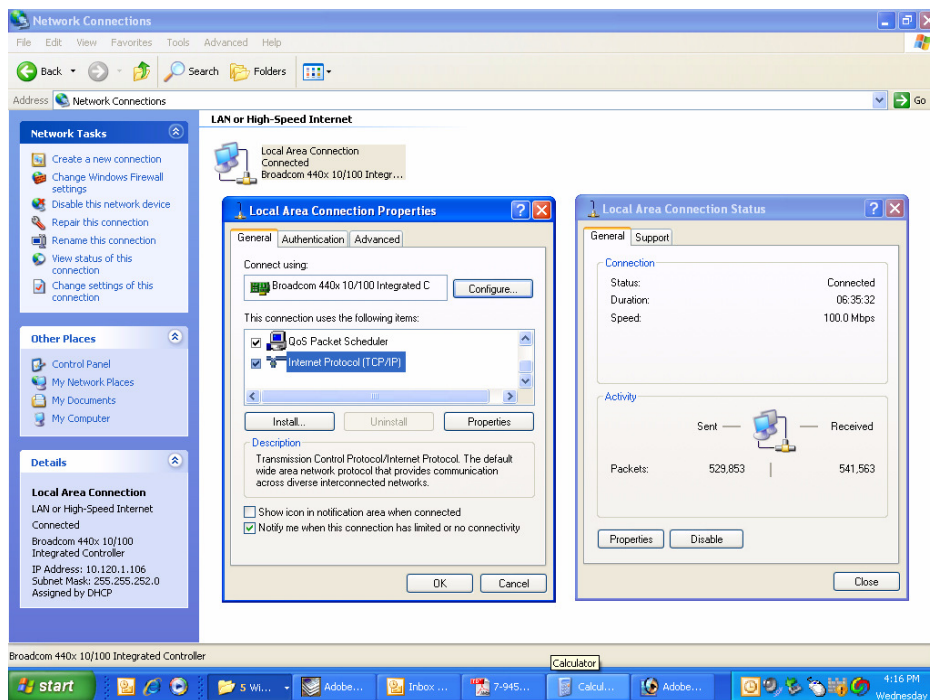 Network Connections
File Edit View Favorites Tools Advanced Help
Back Search Folders
Address Network Connections Go
Network Tasks
Create a new connection
Change Windows Firewall
settings
Disable this network device
Repair this connection
Rename this connection
View status of this
connection
Change settings of this
connection
Other Places
Control Panel
My Network Places
My Documents
My Computer
Details
Local Area Connection
LAN or High-Speed Internet
Connected
Broadcom 440x 10/100
Integrated Controller
IP Address: 10.120.1.106
Subnet Mask: 255.255.252.0
Assigned by DHCP
LAN or High-Speed Internet
Local Area Connection
Connected
Broadcom 440x 10/100 Integr...
Local Area Connection Properties
General Authentication Advanced
Connect using:
Broadcom 440x 10/100 Integrated C
Configure...
This connection uses the following items:
QoS Packet Scheduler
Internet Protocol (TCP/IP)
Install... Uninstall Properties
Description
Transmission Control Protocol/Internet Protocol. The default
wide area network protocol that provides communication
across diverse interconnected networks.
Show icon in notification area when connected
Notify me when this connection has limited or no connectivity
OK Cancel
Local Area Connection Status
General Support
Connection
Status: Connected
Duration: 06:35:32
Speed: 100.0 Mbps
Activity
Sent Received
Packets: 529,853 541,563
Properties Disable
Close
Broadcom 440x 10/100 Integrated Controller
Calculator
start 5 Wi... Adobe... Inbox ... 7-945... Calcul... Adobe... 4:16 PM
Wednesday